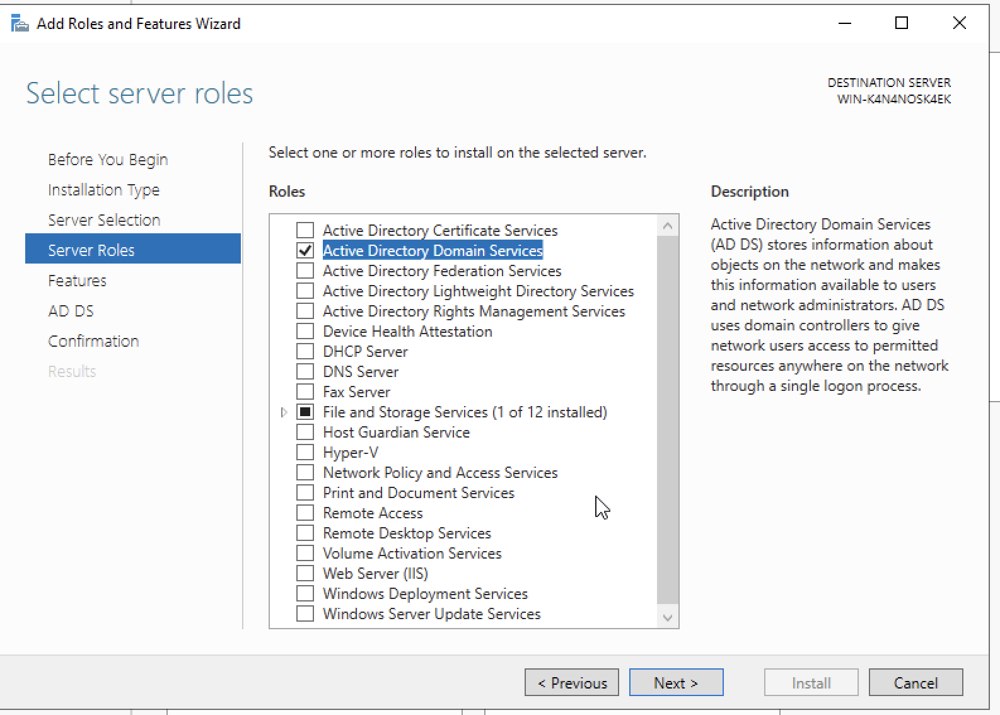 Add Roles and Features Wizard
Select server roles
DESTINATION SERVER
WIN-K4N4NOSK4EK
Before You Begin
Installation Type
Server Selection
Server Roles
Features
AD DS
Confirmation
Results
Select one or more roles to install on the selected server.
Roles
Active Directory Certificate Services
Active Directory Domain Services
Active Directory Federation Services
Active Directory Lightweight Directory Services
Active Directory Rights Management Services
Device Health Attestation
DHCP Server
DNS Server
Fax Server
File and Storage Services (1 of 12 installed)
Host Guardian Service
Hyper-V
Network Policy and Access Services
Print and Document Services
Remote Access
Remote Desktop Services
Volume Activation Services
Web Server (IIS)
Windows Deployment Services
Windows Server Update Services
Description
Active Directory Domain Services
(AD DS) stores information about
objects on the network and makes
this information available to users
and network administrators. AD DS
uses domain controllers to give
network users access to permitted
resources anywhere on the network
through a single logon process.
< Previous
Next >
Install
Cancel